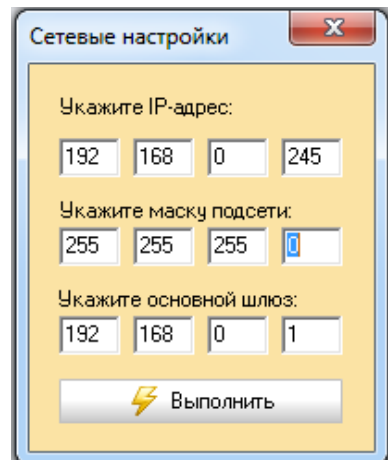 Сетевые настройки
Укажите IP-адрес:
192 168 0 245
Укажите маску подсети:
255 255 255 0
Укажите основной шлюз:
192 168 0 1
Выполнить